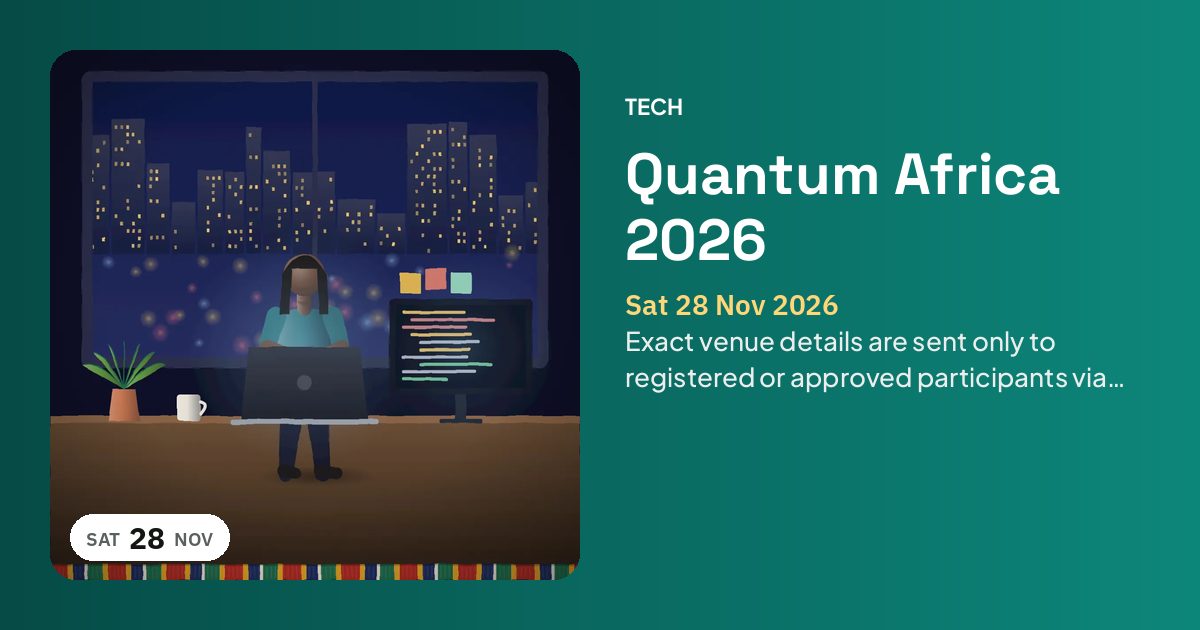 TECH
Quantum Africa
2026
Sat 28 Nov 2026
Exact venue details are sent only to
registered or approved participants via…
SAT 28 NOV